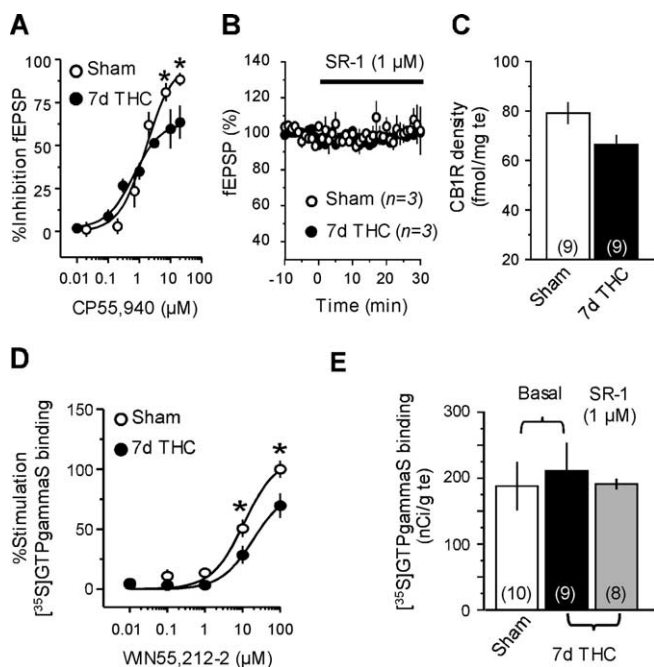 A
Sham
7d THC
* *
%Inhibition fEPSP
100
75
50
25
0
0.01 0.1 1 10 100
CP55,940 (µM)
B
SR-1 (1 µM)
fEPSP (%)
140
120
100
80
60
40
Sham (n=3)
7d THC (n=3)
-10 0 10 20 30
Time (min)
C
CB1R density
(fmol/mg te)
100
80
60
40
20
(9) (9)
Sham
7d THC
D
Sham
7d THC
* *
%Stimulation
[³⁵S]GTPgammaS binding
150
100
50
0
0.01 0.1 1 10 100
WIN55,212-2 (µM)
E
Basal SR-1
(1 µM)
[³⁵S]GTPgammaS binding
(nCi/g te)
300
200
100
0
(10) (9) (8)
Sham
7d THC